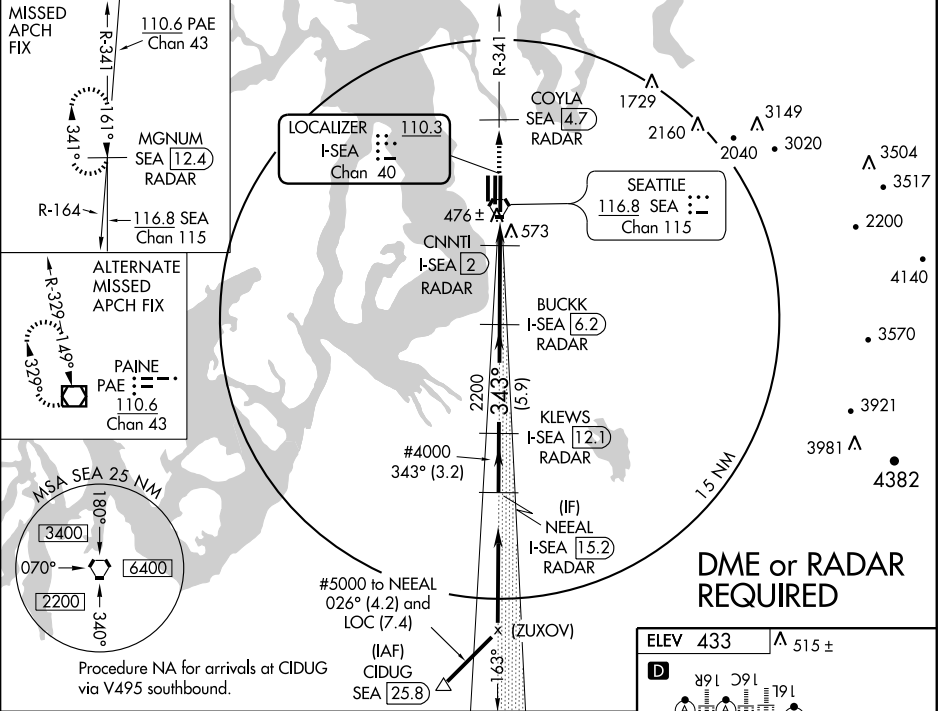 MISSED
APCH
FIX
110.6 PAE
Chan 43
R-341
161°
341°
MGNUM
SEA 12.4
RADAR
R-164
116.8 SEA
Chan 115
ALTERNATE
MISSED
APCH FIX
R-329
149°
329°
PAINE
PAE
110.6
Chan 43
MSA SEA 25 NM
180°
3400
070°
6400
2200
340°
Procedure NA for arrivals at CIDUG
via V495 southbound.
R-341
COYLA
SEA 4.7
RADAR
LOCALIZER 110.3
I-SEA
Chan 40
SEATTLE
116.8 SEA
Chan 115
476 ±
573
CNNTI
I-SEA 2
RADAR
BUCKK
I-SEA 6.2
RADAR
2200
343°
(5.9)
KLEWS
I-SEA 12.1
RADAR
#4000
343° (3.2)
(IF)
NEEAL
I-SEA 15.2
RADAR
15 NM
#5000 to NEEAL
026° (4.2) and
LOC (7.4)
(ZUXOV)
(IAF)
CIDUG
SEA 25.8
163°
1729
2160
3149
2040
3020
3504
3517
2200
4140
3570
3921
3981
4382
DME or RADAR
REQUIRED
ELEV 433
515 ±
D
16R 16C 16L
A A